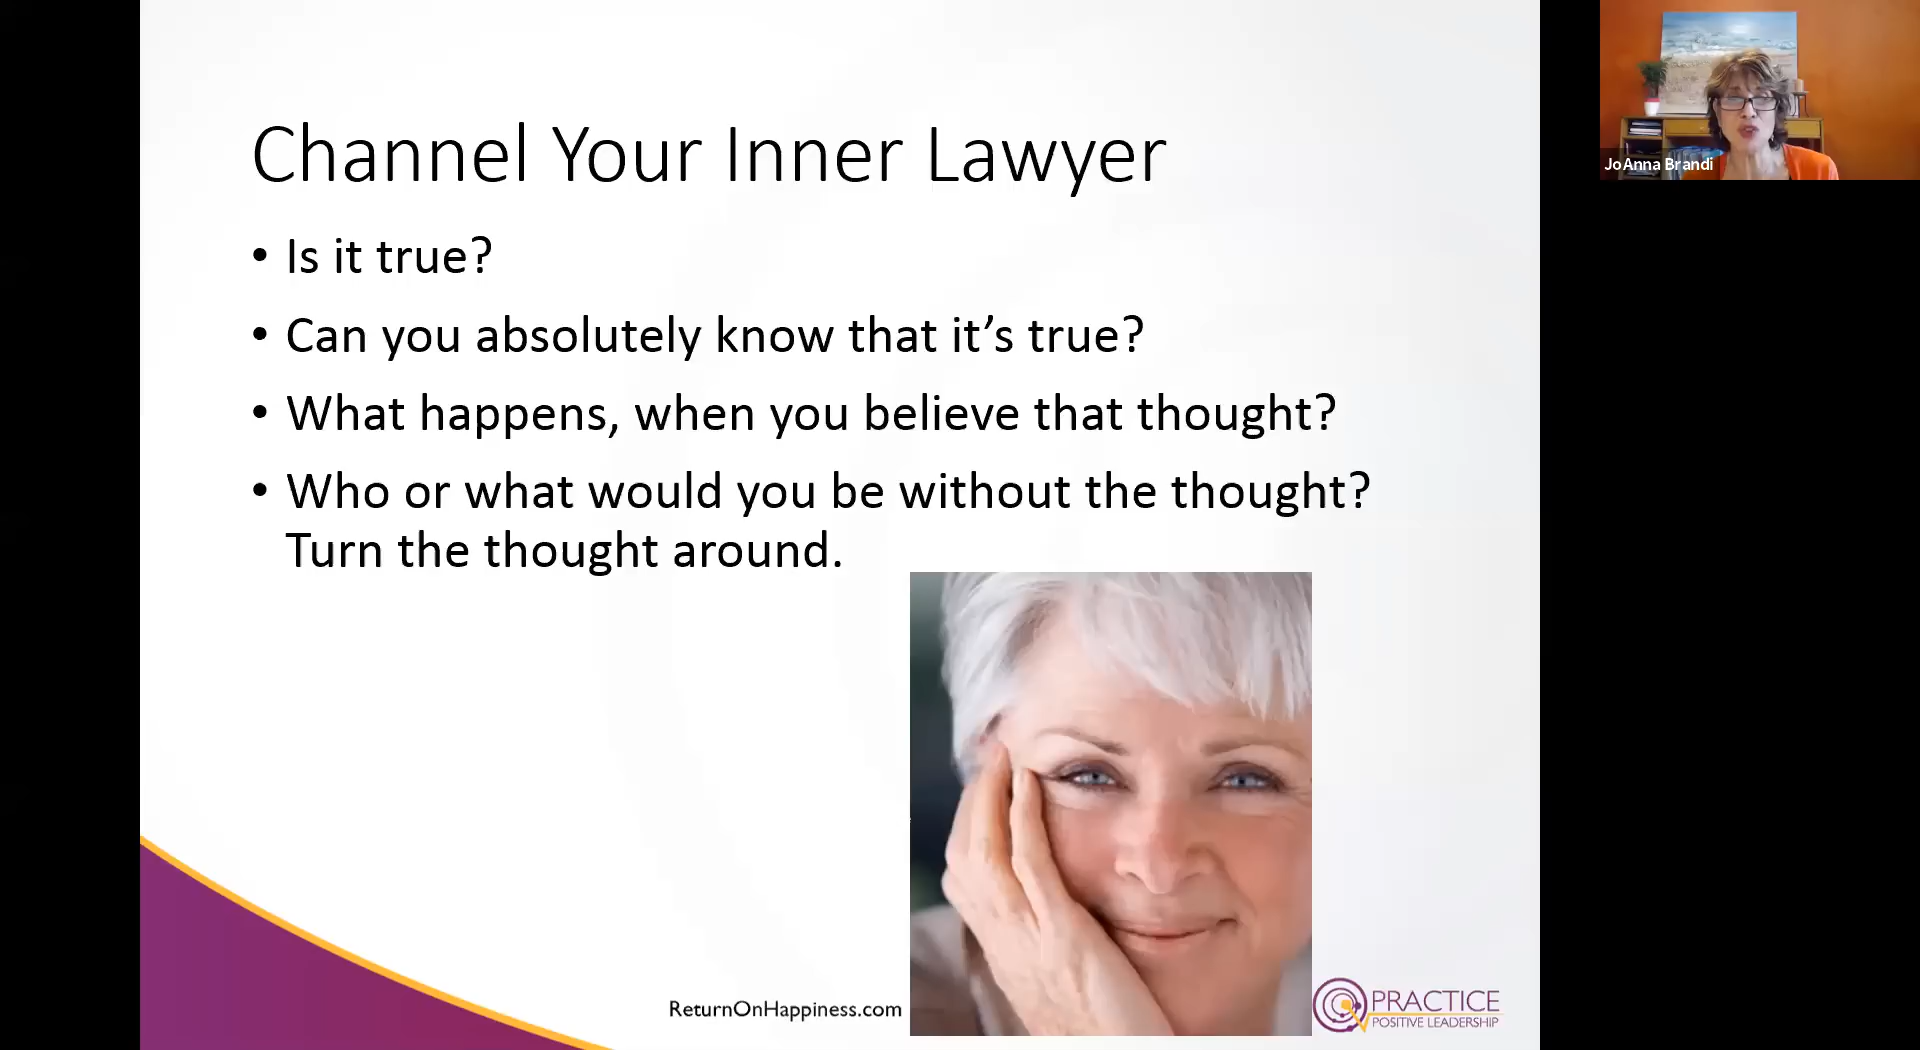 Channel Your Inner Lawyer
• Is it true?
• Can you absolutely know that it’s true?
• What happens, when you believe that thought?
• Who or what would you be without the thought?
Turn the thought around.
ReturnOnHappiness.com
PRACTICE
POSITIVE LEADERSHIP
JoAnna Brandi